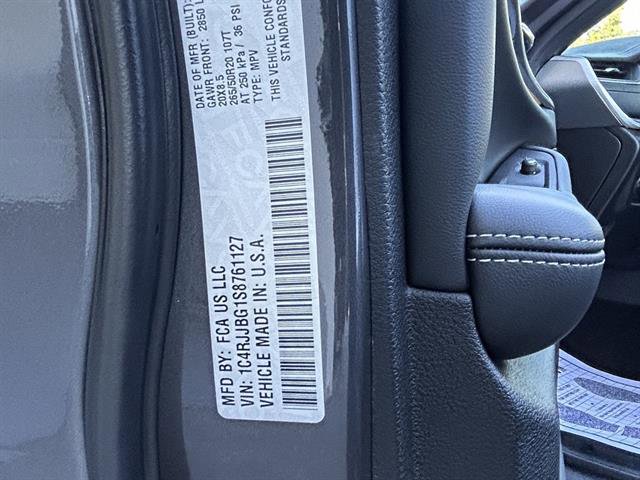 DATE OF MFR (BUILT):
GAWR FRONT: 2850 L
20X8.5
265/50R20 107T
AT 250 kPa / 36 PSI
TYPE: MPV
THIS VEHICLE CONFO
STANDARDS
MFD BY: FCA US LLC
VIN: 1C4RJJBG1S8761127
VEHICLE MADE IN: U.S.A.